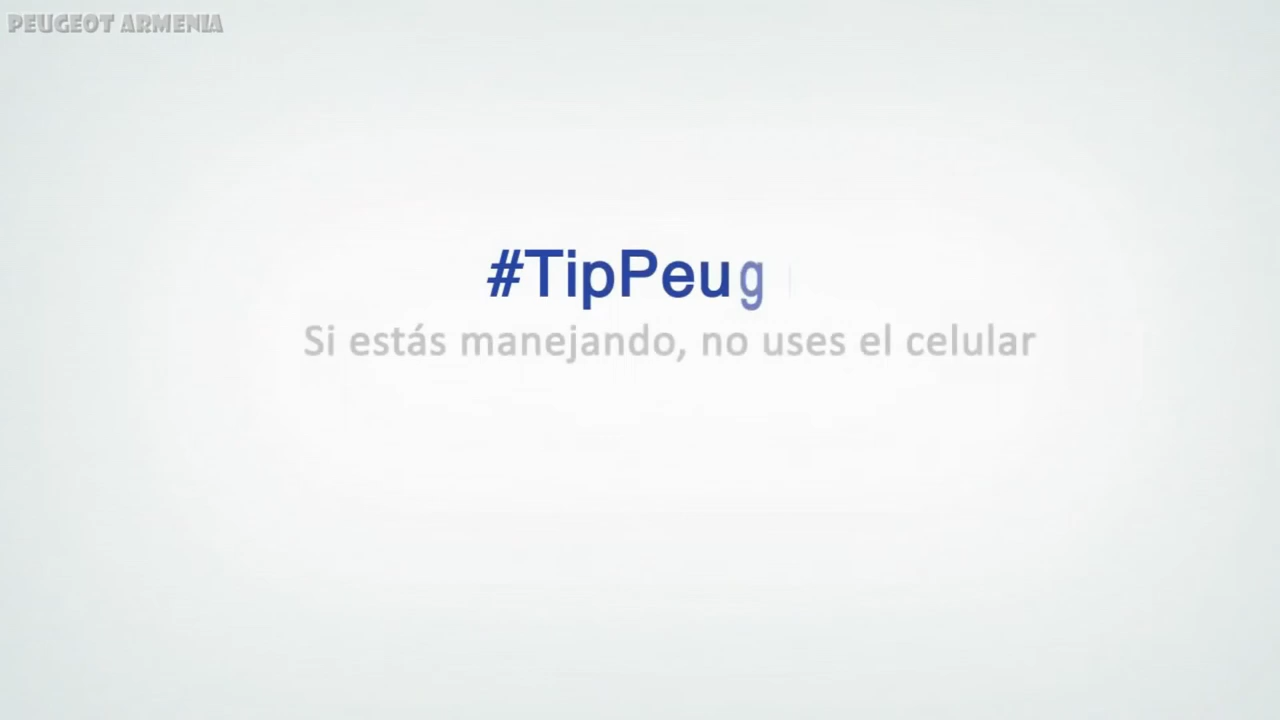 PEUGEOT ARMENIA
#TipPeug
Si estás manejando, no uses el celular